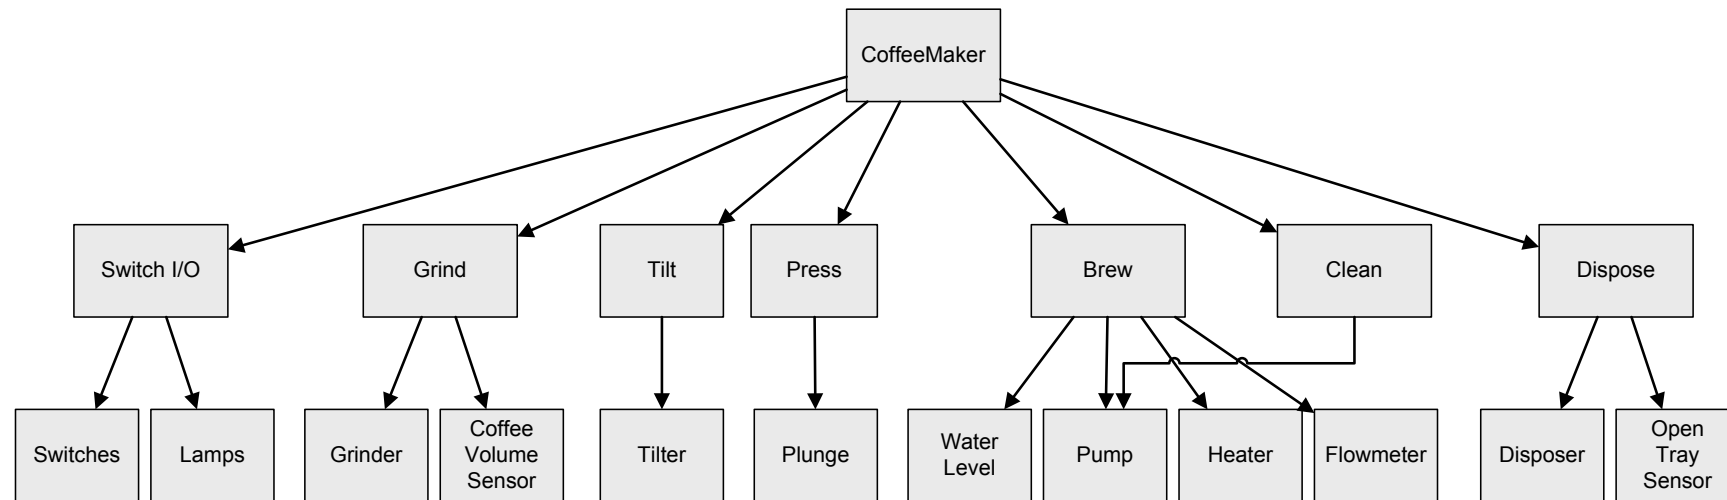 CoffeeMaker
Switch I/O
Grind
Tilt
Press
Brew
Clean
Dispose
Switches
Lamps
Grinder
Coffee
Volume
Sensor
Tilter
Plunge
Water
Level
Pump
Heater
Flowmeter
Disposer
Open
Tray
Sensor